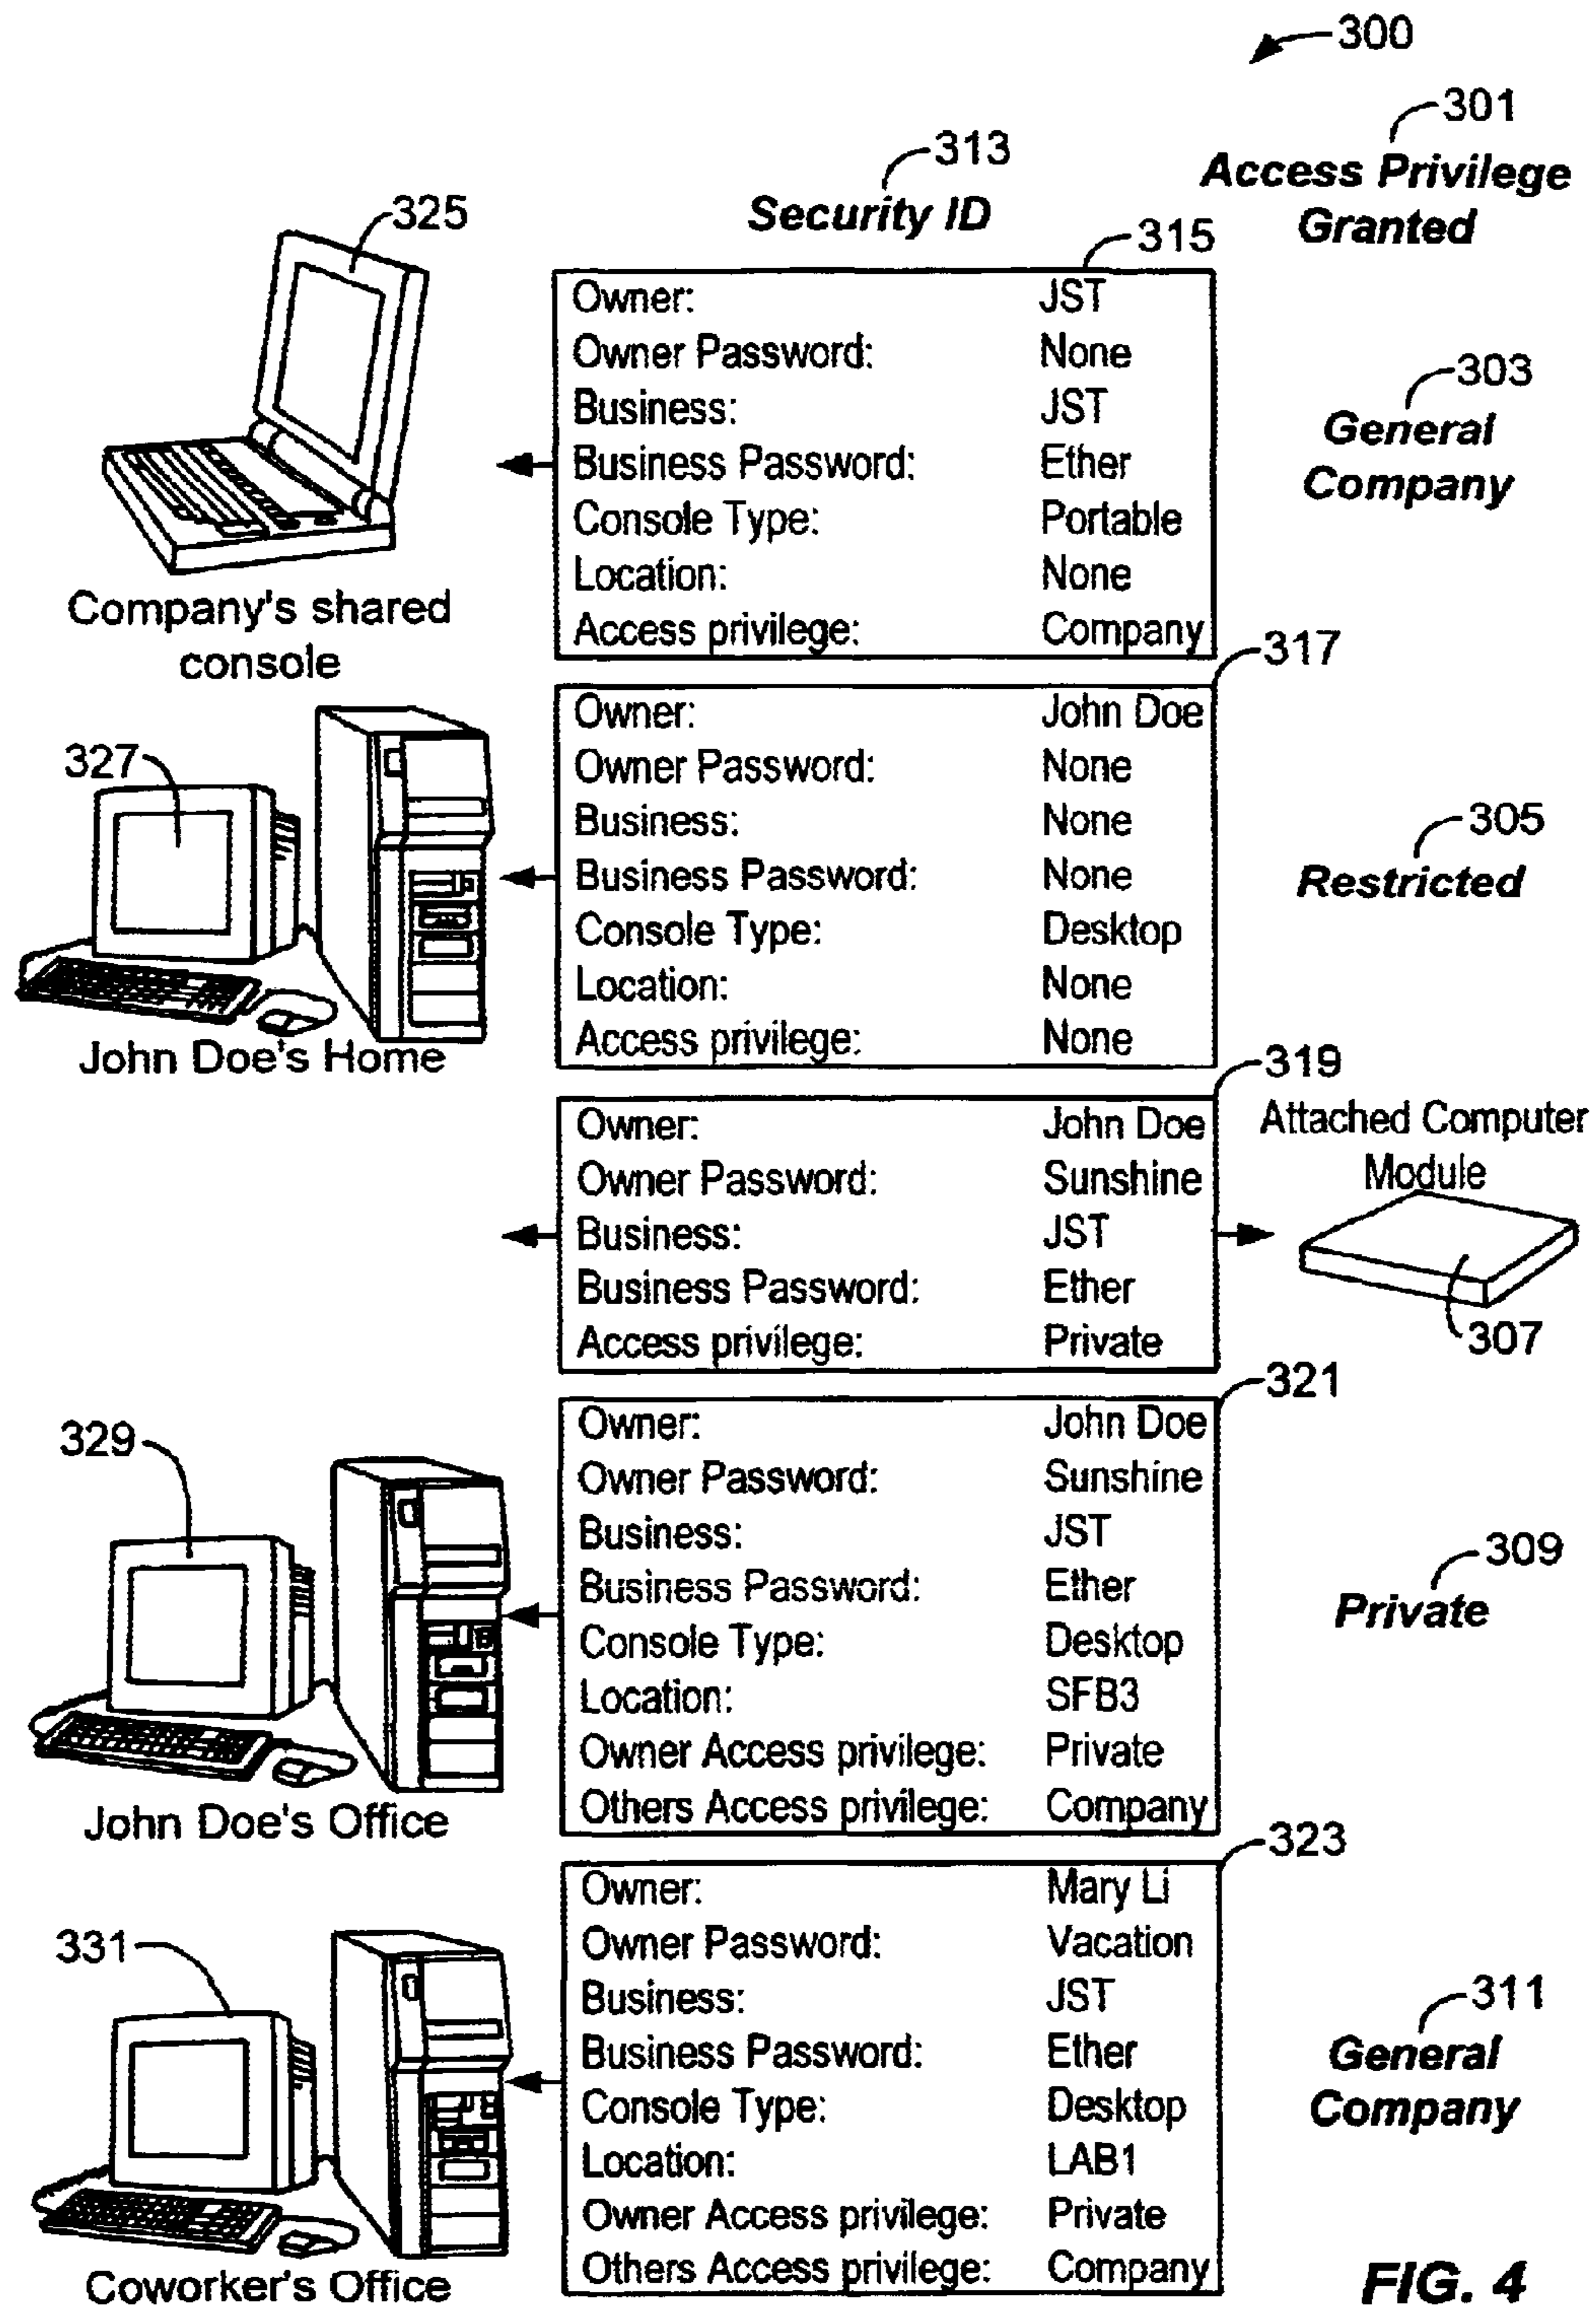 300
301
Access Privilege
Granted
313
Security ID
325
315
Owner: JST
Owner Password: None
Business: JST
Business Password: Ether
Console Type: Portable
Location: None
Access privilege: Company
303
General
Company
Company's shared
console
317
327
Owner: John Doe
Owner Password: None
Business: None
Business Password: None
Console Type: Desktop
Location: None
Access privilege: None
305
Restricted
John Doe's Home
319
Owner: John Doe
Owner Password: Sunshine
Business: JST
Business Password: Ether
Access privilege: Private
Attached Computer
Module
307
321
329
Owner: John Doe
Owner Password: Sunshine
Business: JST
Business Password: Ether
Console Type: Desktop
Location: SFB3
Owner Access privilege: Private
Others Access privilege: Company
309
Private
John Doe's Office
323
331
Owner: Mary Li
Owner Password: Vacation
Business: JST
Business Password: Ether
Console Type: Desktop
Location: LAB1
Owner Access privilege: Private
Others Access privilege: Company
311
General
Company
Coworker's Office
FIG. 4